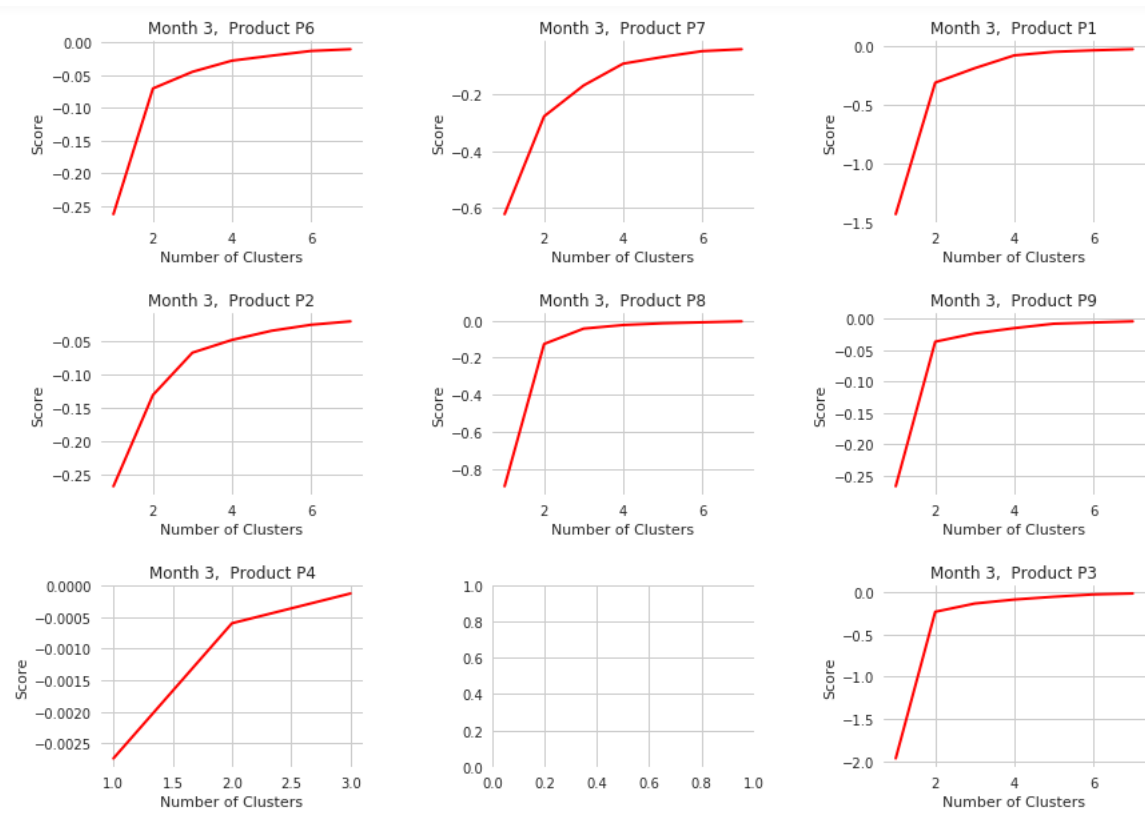 Month 3,  Product P6
0.00
−0.05
−0.10
−0.15
−0.20
−0.25
Score
2 4 6
Number of Clusters
Month 3,  Product P7
−0.2
−0.4
−0.6
Score
2 4 6
Number of Clusters
Month 3,  Product P1
0.0
−0.5
−1.0
−1.5
Score
2 4 6
Number of Clusters
Month 3,  Product P2
−0.05
−0.10
−0.15
−0.20
−0.25
Score
2 4 6
Number of Clusters
Month 3,  Product P8
0.0
−0.2
−0.4
−0.6
−0.8
Score
2 4 6
Number of Clusters
Month 3,  Product P9
0.00
−0.05
−0.10
−0.15
−0.20
−0.25
Score
2 4 6
Number of Clusters
Month 3,  Product P4
0.0000
−0.0005
−0.0010
−0.0015
−0.0020
−0.0025
Score
1.0 1.5 2.0 2.5 3.0
Number of Clusters
1.0
0.8
0.6
0.4
0.2
0.0
0.0 0.2 0.4 0.6 0.8 1.0
Month 3,  Product P3
0.0
−0.5
−1.0
−1.5
−2.0
Score
2 4 6
Number of Clusters